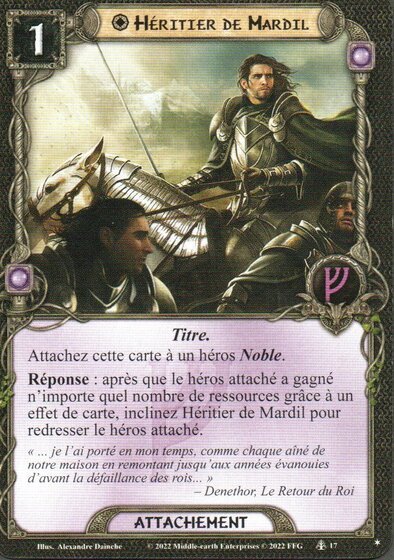 1
Héritier de Mardil
Titre.
Attachez cette carte à un héros Noble.
Réponse : après que le héros attaché a gagné
n'importe quel nombre de ressources grâce à un
effet de carte, inclinez Héritier de Mardil pour
redresser le héros attaché.
« ... je l'ai porté en mon temps, comme chaque aîné de
notre maison en remontant jusqu'aux années évanouies
d'avant la défaillance des rois... »
– Denethor, Le Retour du Roi
ATTACHEMENT
Illus. Alexandre Dainche © 2022 Middle-earth Enterprises © 2022 FFG 17